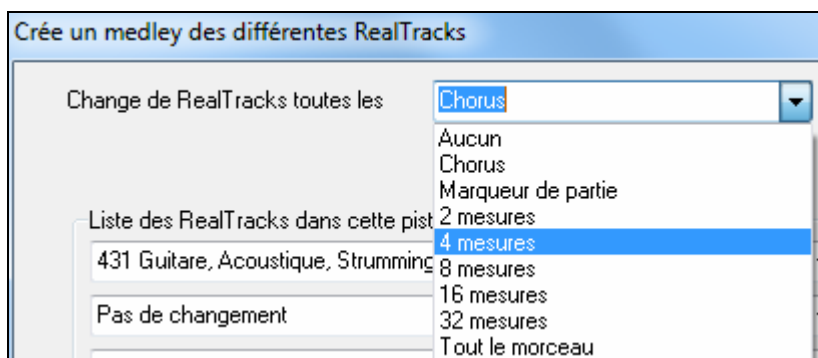 Crée un medley des différentes RealTracks
Change de RealTracks toutes les
Chorus
Aucun
Chorus
Marqueur de partie
2 mesures
4 mesures
8 mesures
16 mesures
32 mesures
Tout le morceau
Liste des RealTracks dans cette pist
431 Guitare, Acoustique, Strumming
Pas de changement